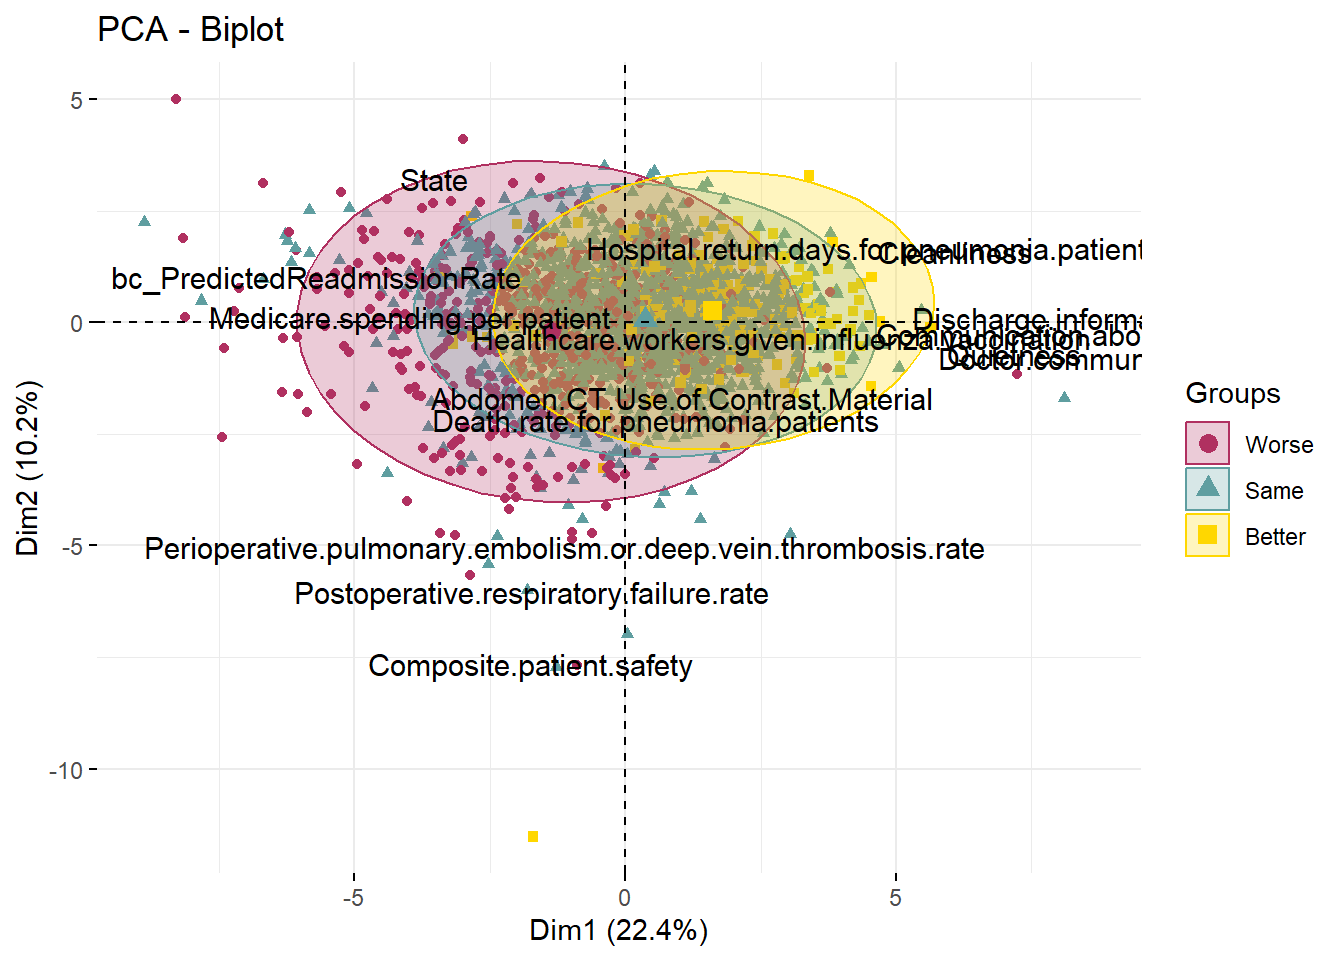 PCA - Biplot
5
State
Hospital.return.days.for.pneumonia.patient
Cleanliness
bc_PredictedReadmissionRate
Medicare.spending.per.patient
Discharge.informa
0
Healthcare.workers.given.influenza.vaccination
Communication.abo
Quietness
Doctor.commun
Abdomen.CT.Use.of.Contrast.Material
Death.rate.for.pneumonia.patients
Perioperative.pulmonary.embolism.or.deep.vein.thrombosis.rate
-5
Postoperative.respiratory.failure.rate
Composite.patient.safety
-10
-5
0
5
Dim1 (22.4%)
Dim2 (10.2%)
Groups
Worse
Same
Better